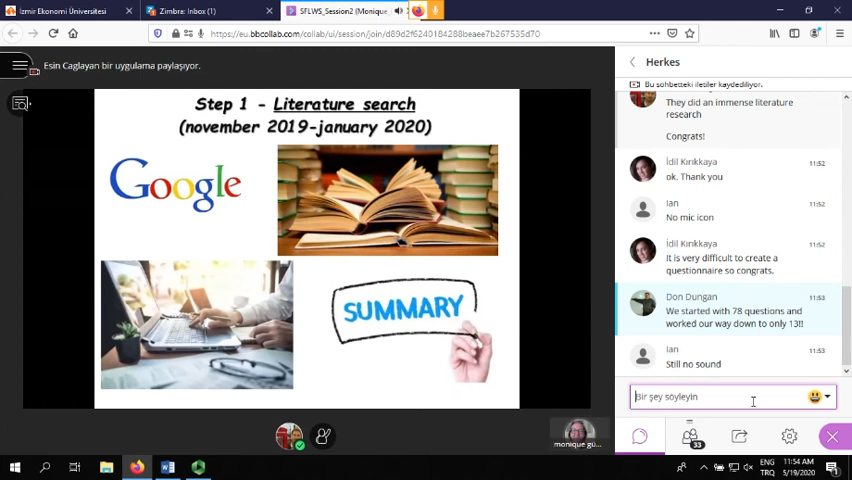 İzmir Ekonomi Üniversitesi
Zimbra: Inbox (1)
SFLWS_Session2 (Monique
https://eu.bbcollab.com/collab/ui/session/join/d89d2f6240184288beaee7b267535d70
Esin Caglayan bir uygulama paylaşıyor.
Step 1 - Literature search
(november 2019-january 2020)
Google
SUMMARY
monique gü...
Herkes
Bu sohbetteki iletiler kaydediliyor.
They did an immense literature
research
Congrats!
İdil Kırıkkaya 11:52
ok. Thank you
Ian 11:52
No mic icon
İdil Kırıkkaya 11:52
It is very difficult to create a
questionnaire so congrats.
Don Dungan 11:53
We started with 78 questions and
worked our way down to only 13!!
Ian 11:53
Still no sound
Bir şey söyleyin
33
ENG 11:54 AM
TRQ 5/19/2020